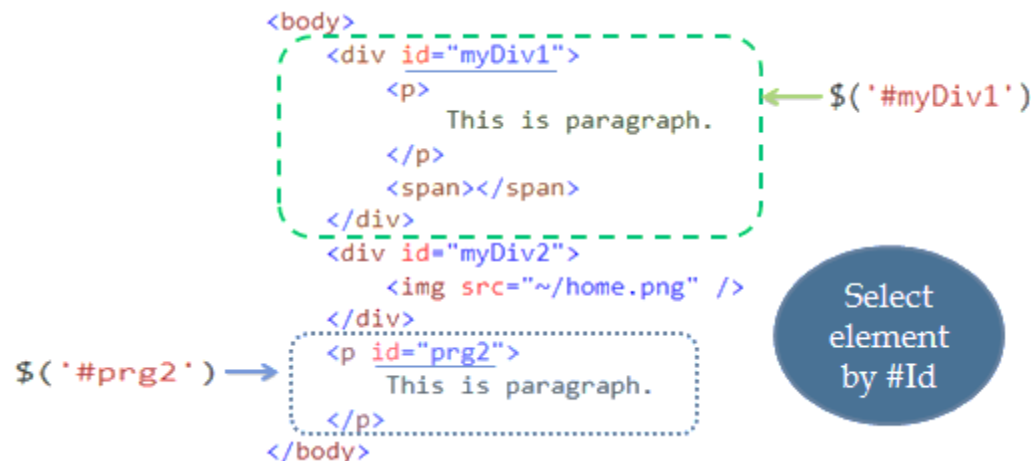 <body>
<div id="myDiv1">
<p>
This is paragraph.
</p>
<span></span>
</div>
<div id="myDiv2">
<img src="~/home.png" />
</div>
<p id="prg2">
This is paragraph.
</p>
</body>
$('#myDiv1')
$('#prg2')
Select
element
by #Id